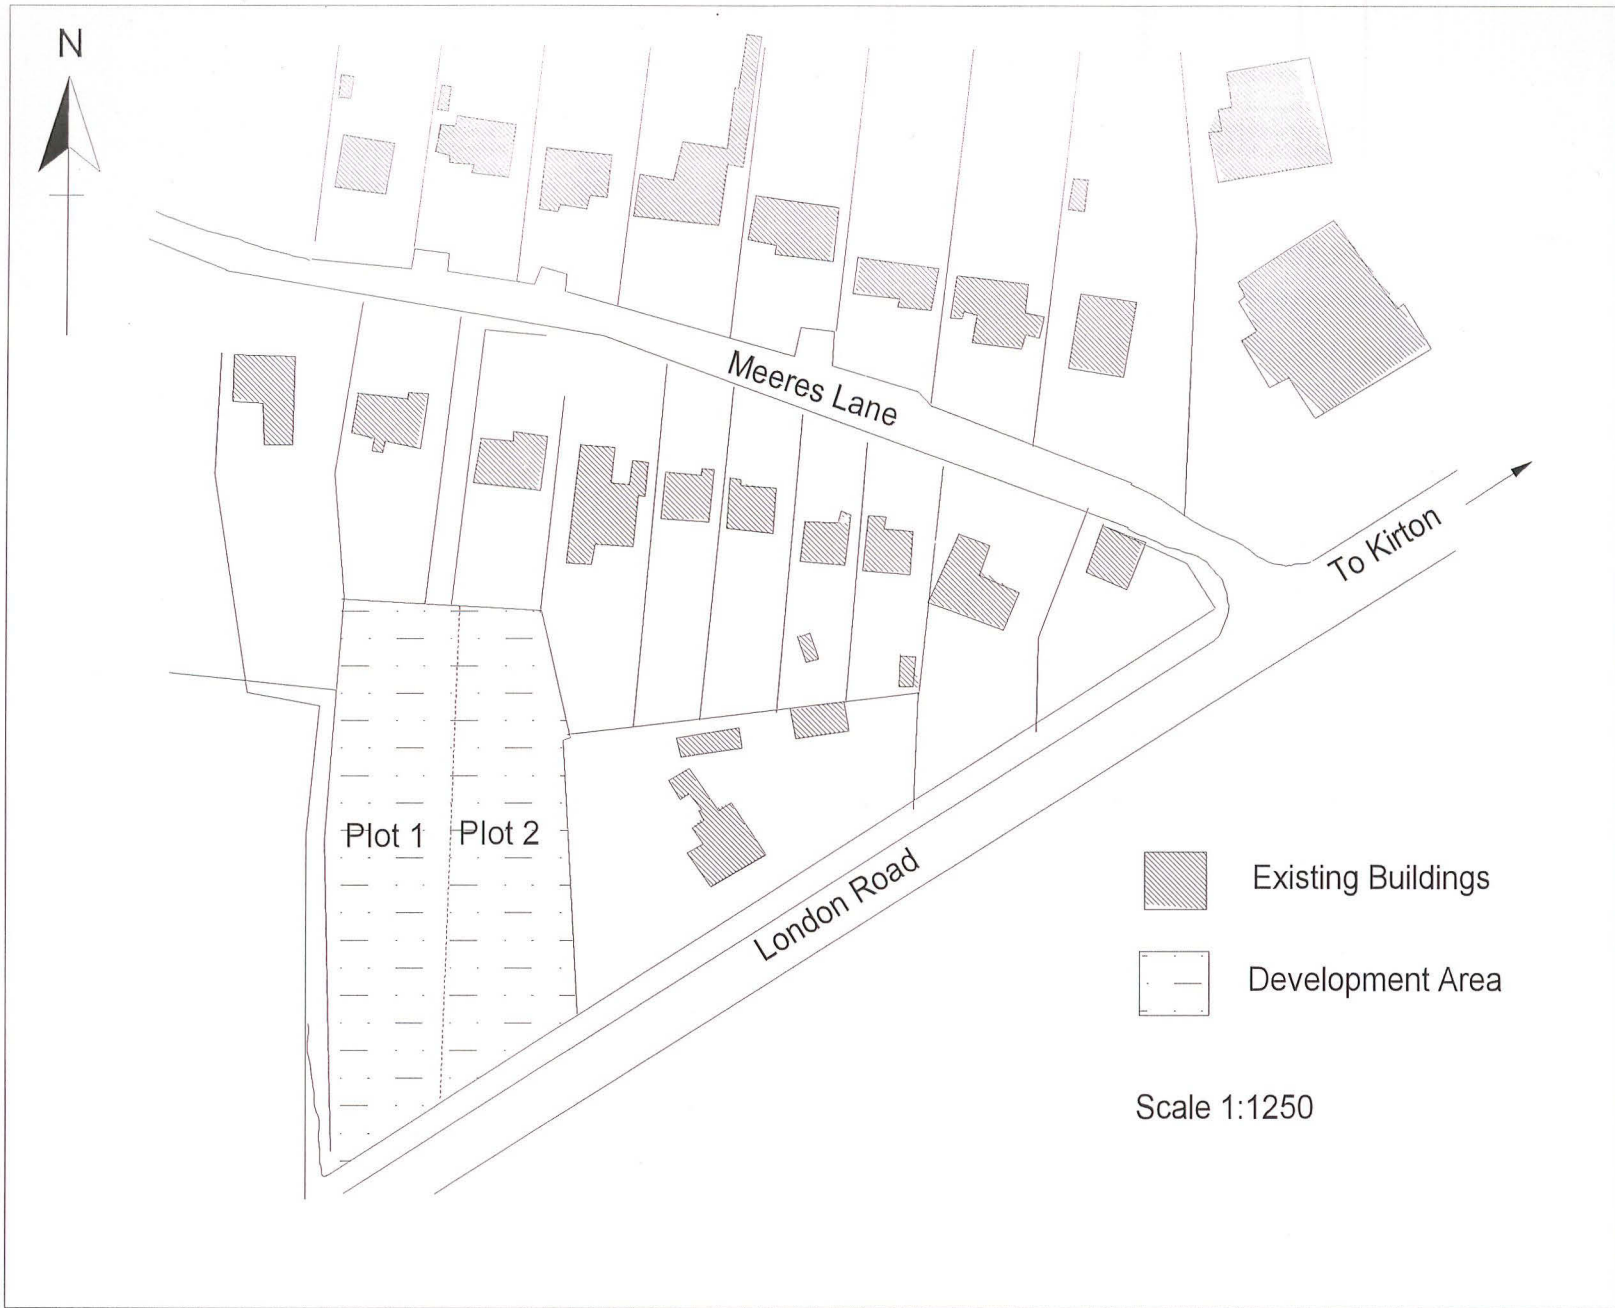 N
Meeres Lane
To Kirton
Plot 1
Plot 2
London Road
Existing Buildings
Development Area
Scale 1:1250